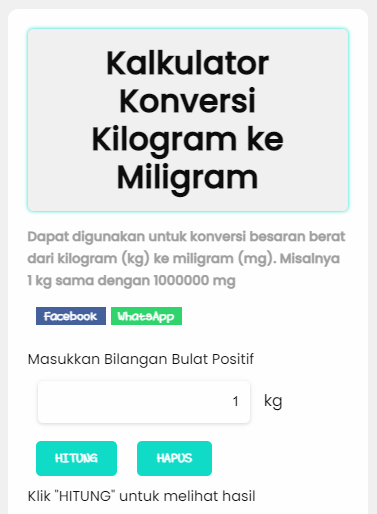 Kalkulator
Konversi
Kilogram ke
Miligram
Dapat digunakan untuk konversi besaran berat
dari kilogram (kg) ke miligram (mg). Misalnya
1 kg sama dengan 1000000 mg
Facebook WhatsApp
Masukkan Bilangan Bulat Positif
1 kg
HITUNG HAPUS
Klik "HITUNG" untuk melihat hasil